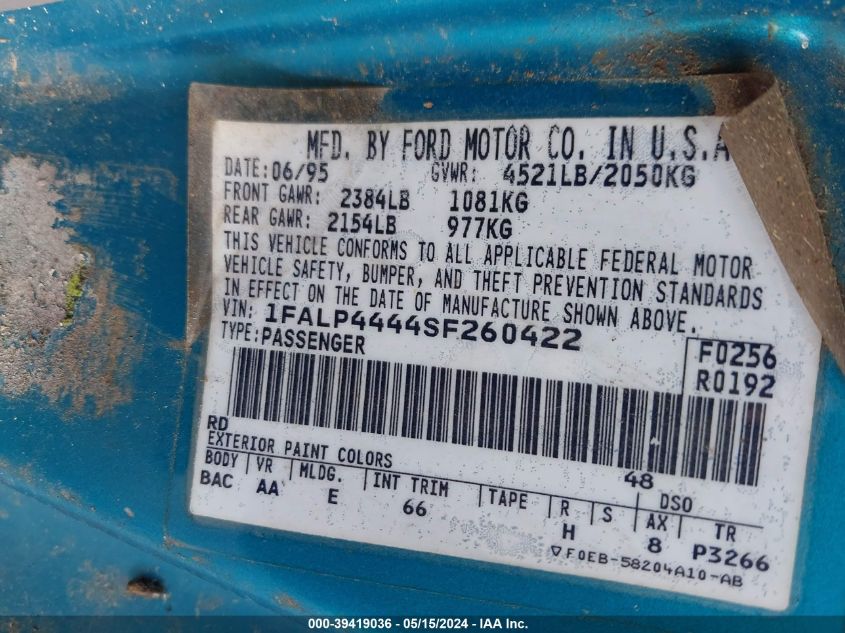 MFD. BY FORD MOTOR CO. IN U.S.A
DATE: 06/95 GVWR: 4521LB/2050KG
FRONT GAWR: 2384LB 1081KG
REAR GAWR: 2154LB 977KG
THIS VEHICLE CONFORMS TO ALL APPLICABLE FEDERAL MOTOR
VEHICLE SAFETY, BUMPER, AND THEFT PREVENTION STANDARDS
IN EFFECT ON THE DATE OF MANUFACTURE SHOWN ABOVE.
VIN: 1FALP4444SF260422
TYPE: PASSENGER
F0256
R0192
RD 48
EXTERIOR PAINT COLORS DSO
BODY VR MLDG. INT TRIM TAPE R S AX TR
BAC AA E 66 H 8 P3266
▽F0EB-58204A10-AB
000-39419036 - 05/15/2024 - IAA Inc.